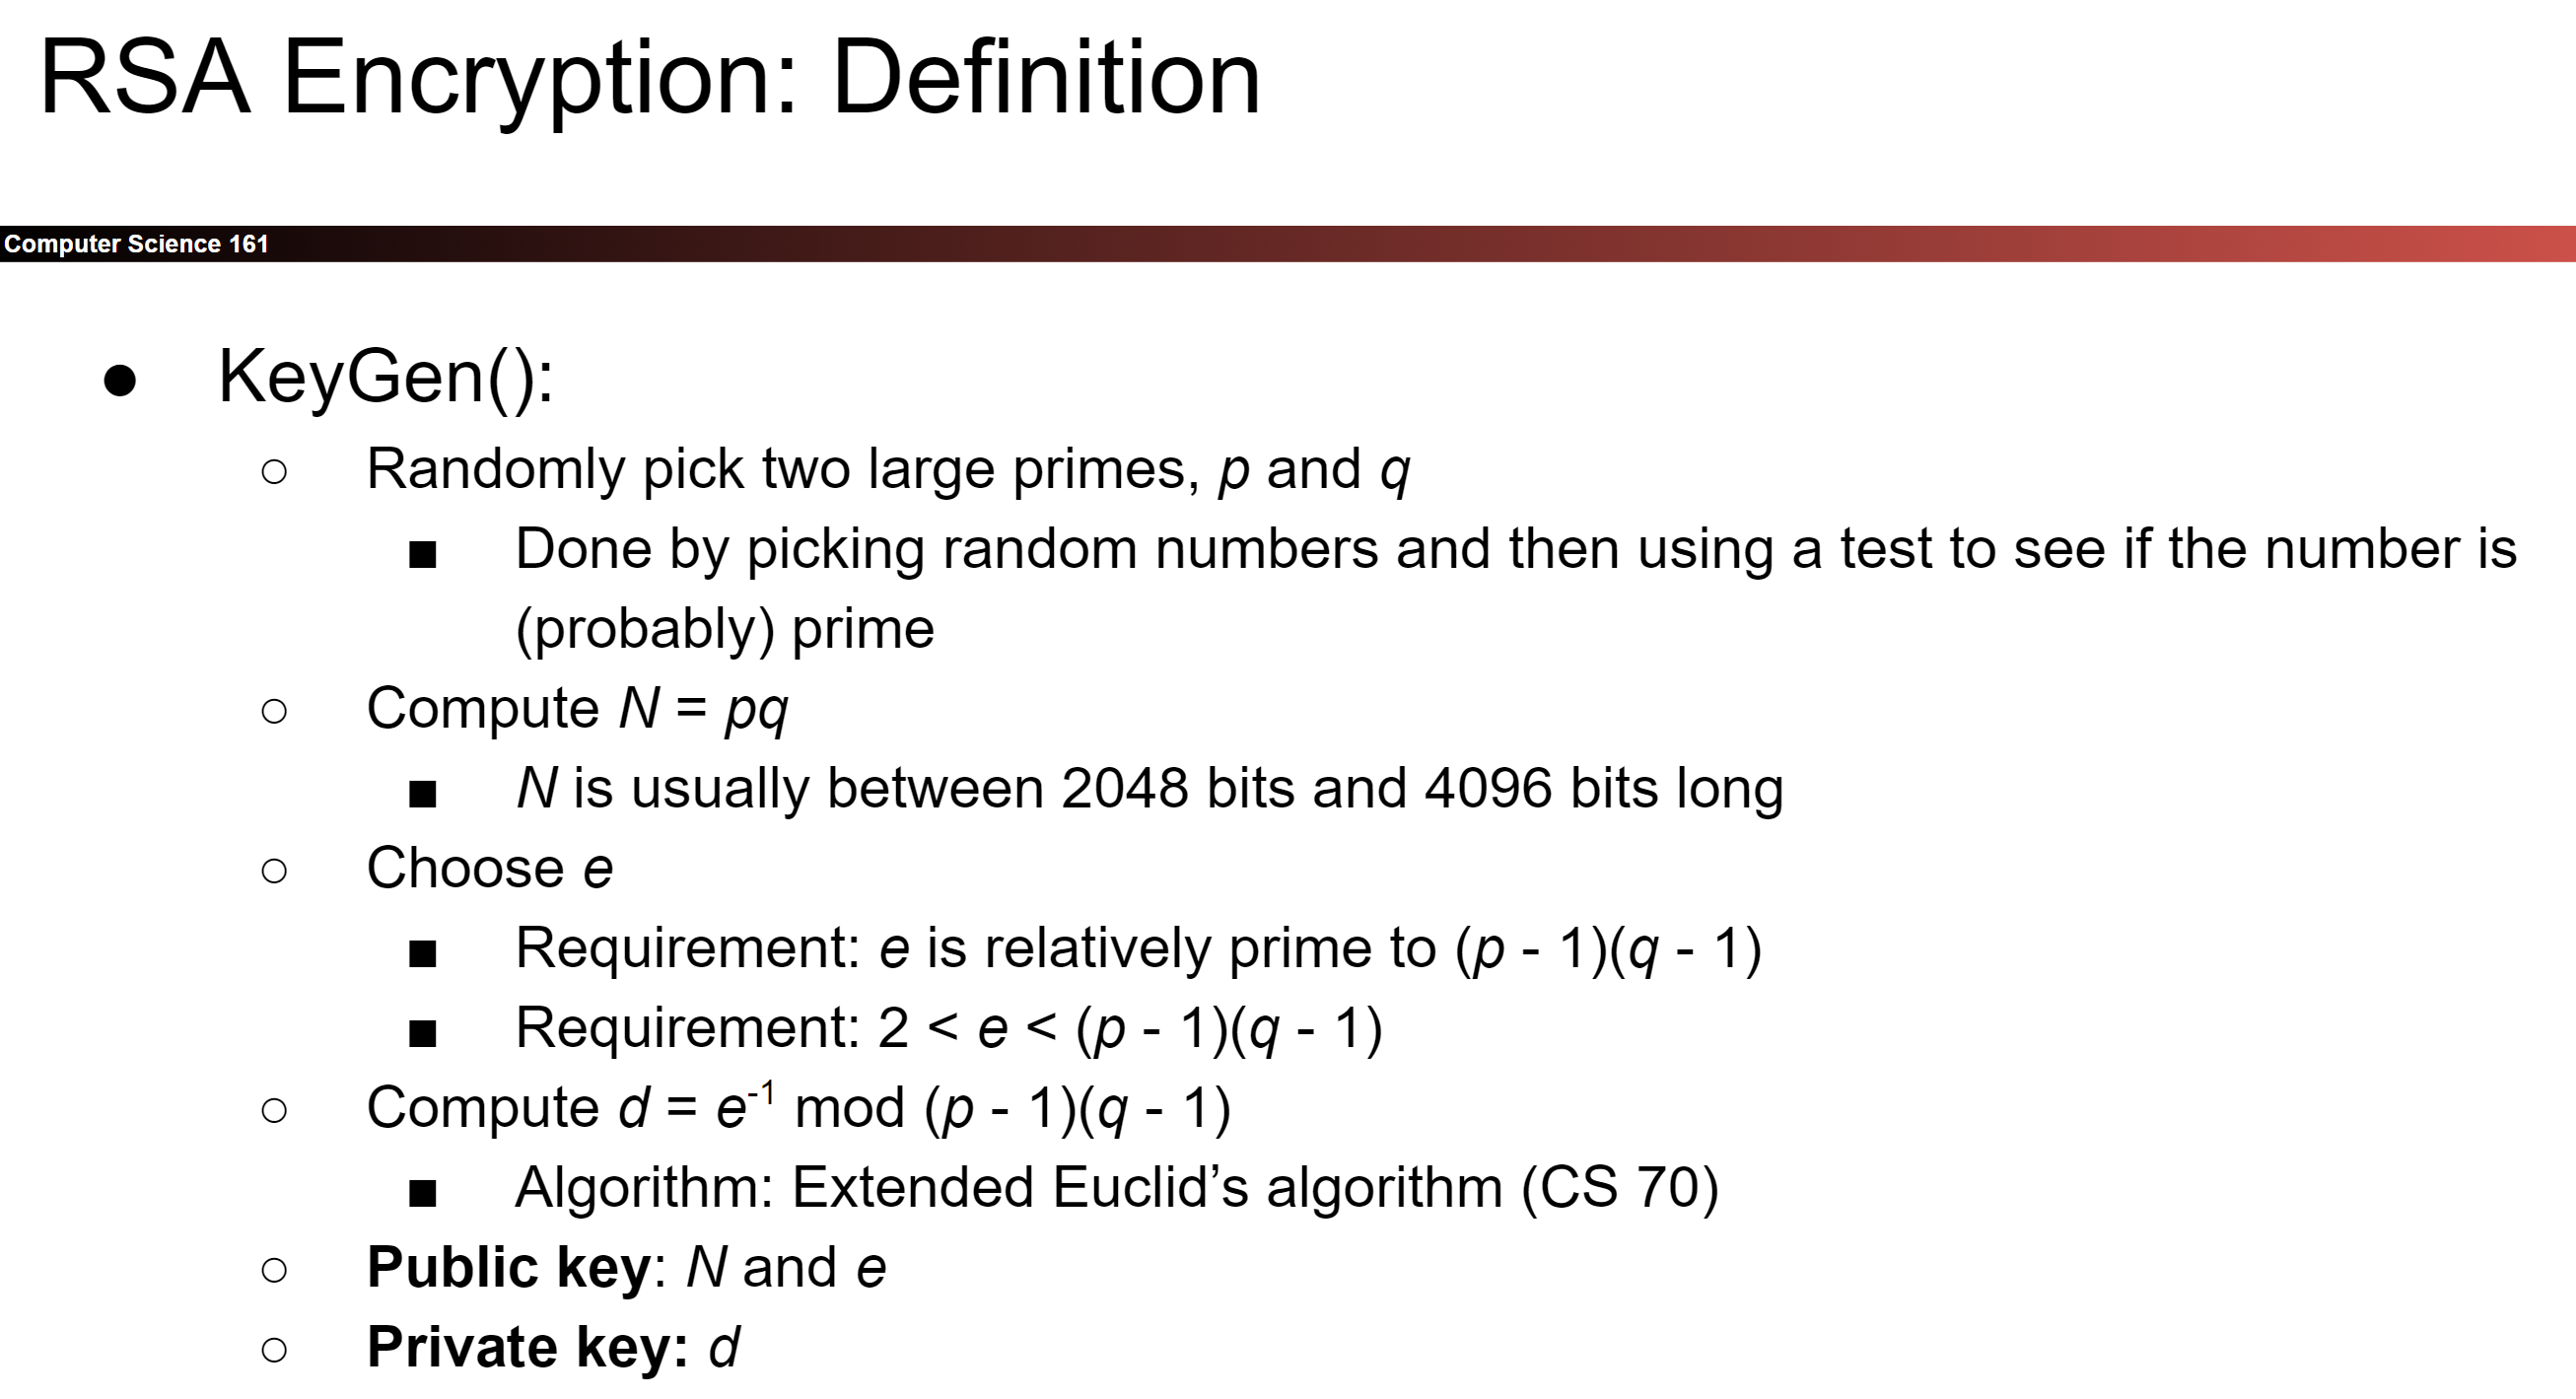 RSA Encryption: Definition
Computer Science 161
● KeyGen():
○ Randomly pick two large primes, p and q
■ Done by picking random numbers and then using a test to see if the number is
(probably) prime
○ Compute N = pq
■ N is usually between 2048 bits and 4096 bits long
○ Choose e
■ Requirement: e is relatively prime to (p - 1)(q - 1)
■ Requirement: 2 < e < (p - 1)(q - 1)
○ Compute d = e⁻¹ mod (p - 1)(q - 1)
■ Algorithm: Extended Euclid’s algorithm (CS 70)
○ Public key: N and e
○ Private key: d